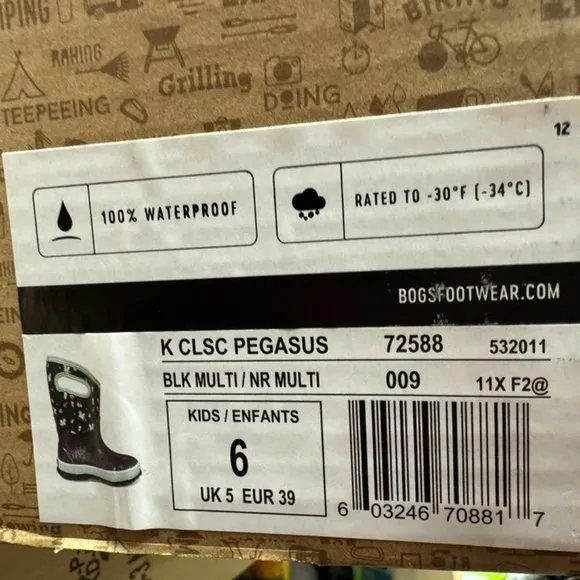 BIKING
RAKING
Grilling
TEEPEEING
DOING
12
100% WATERPROOF
RATED TO -30°F (-34°C)
BOGSFOOTWEAR.COM
K CLSC PEGASUS 72588 532011
BLK MULTI / NR MULTI 009 11X F2@
KIDS / ENFANTS
6
UK 5 EUR 39
6 03246 70881 7